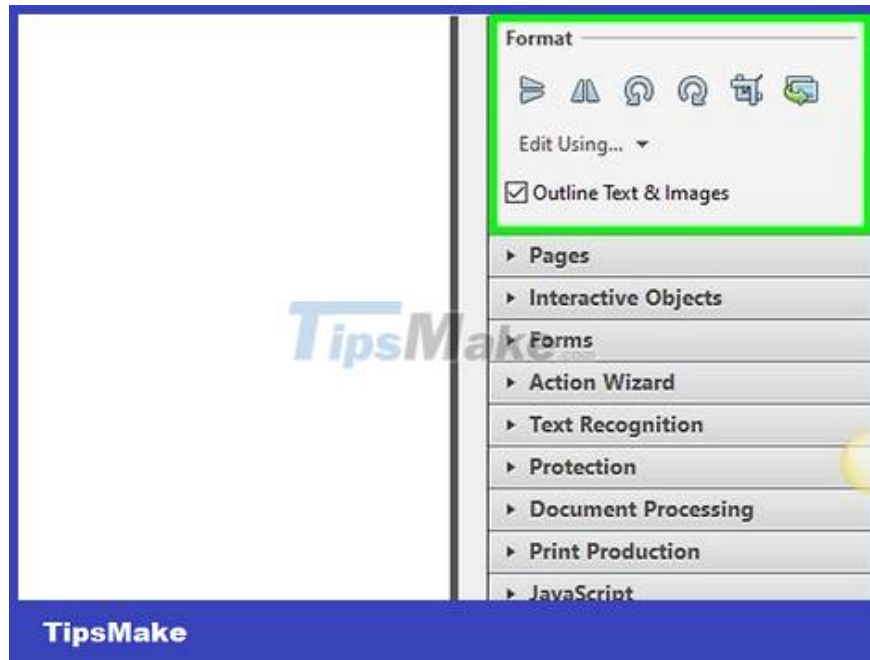 Format
Edit Using...
Outline Text & Images
Pages
Interactive Objects
TipsMake.com
Forms
Action Wizard
Text Recognition
Protection
Document Processing
Print Production
JavaScript
TipsMake